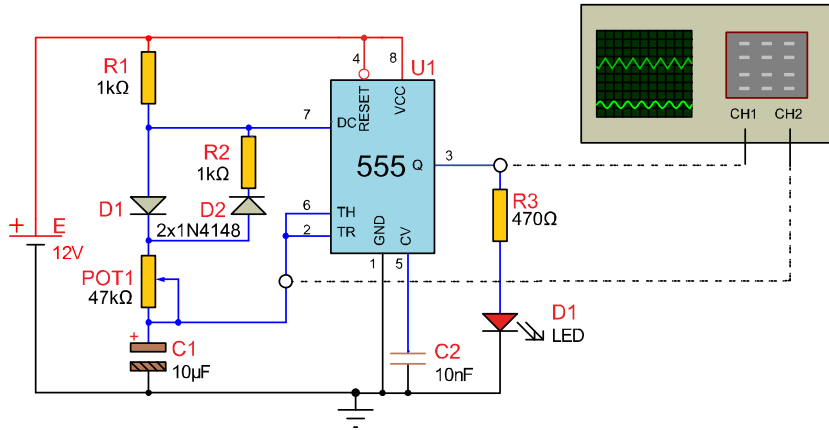 R1
1kΩ
4
8
U1
RESET
VCC
7
DC
R2
1kΩ
555
Q
3
CH1
CH2
D1
D2
2x1N4148
6
TH
2
TR
GND
CV
1
5
R3
470Ω
+
E
12V
POT1
47kΩ
D1
LED
+
C1
10µF
C2
10nF